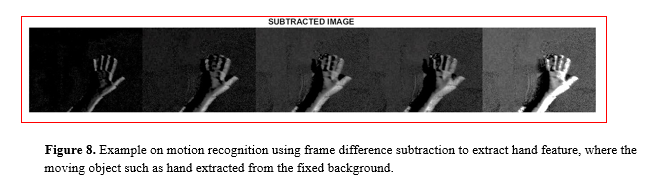 SUBTRACTED IMAGE
Figure 8. Example on motion recognition using frame difference subtraction to extract hand feature, where the
moving object such as hand extracted from the fixed background.